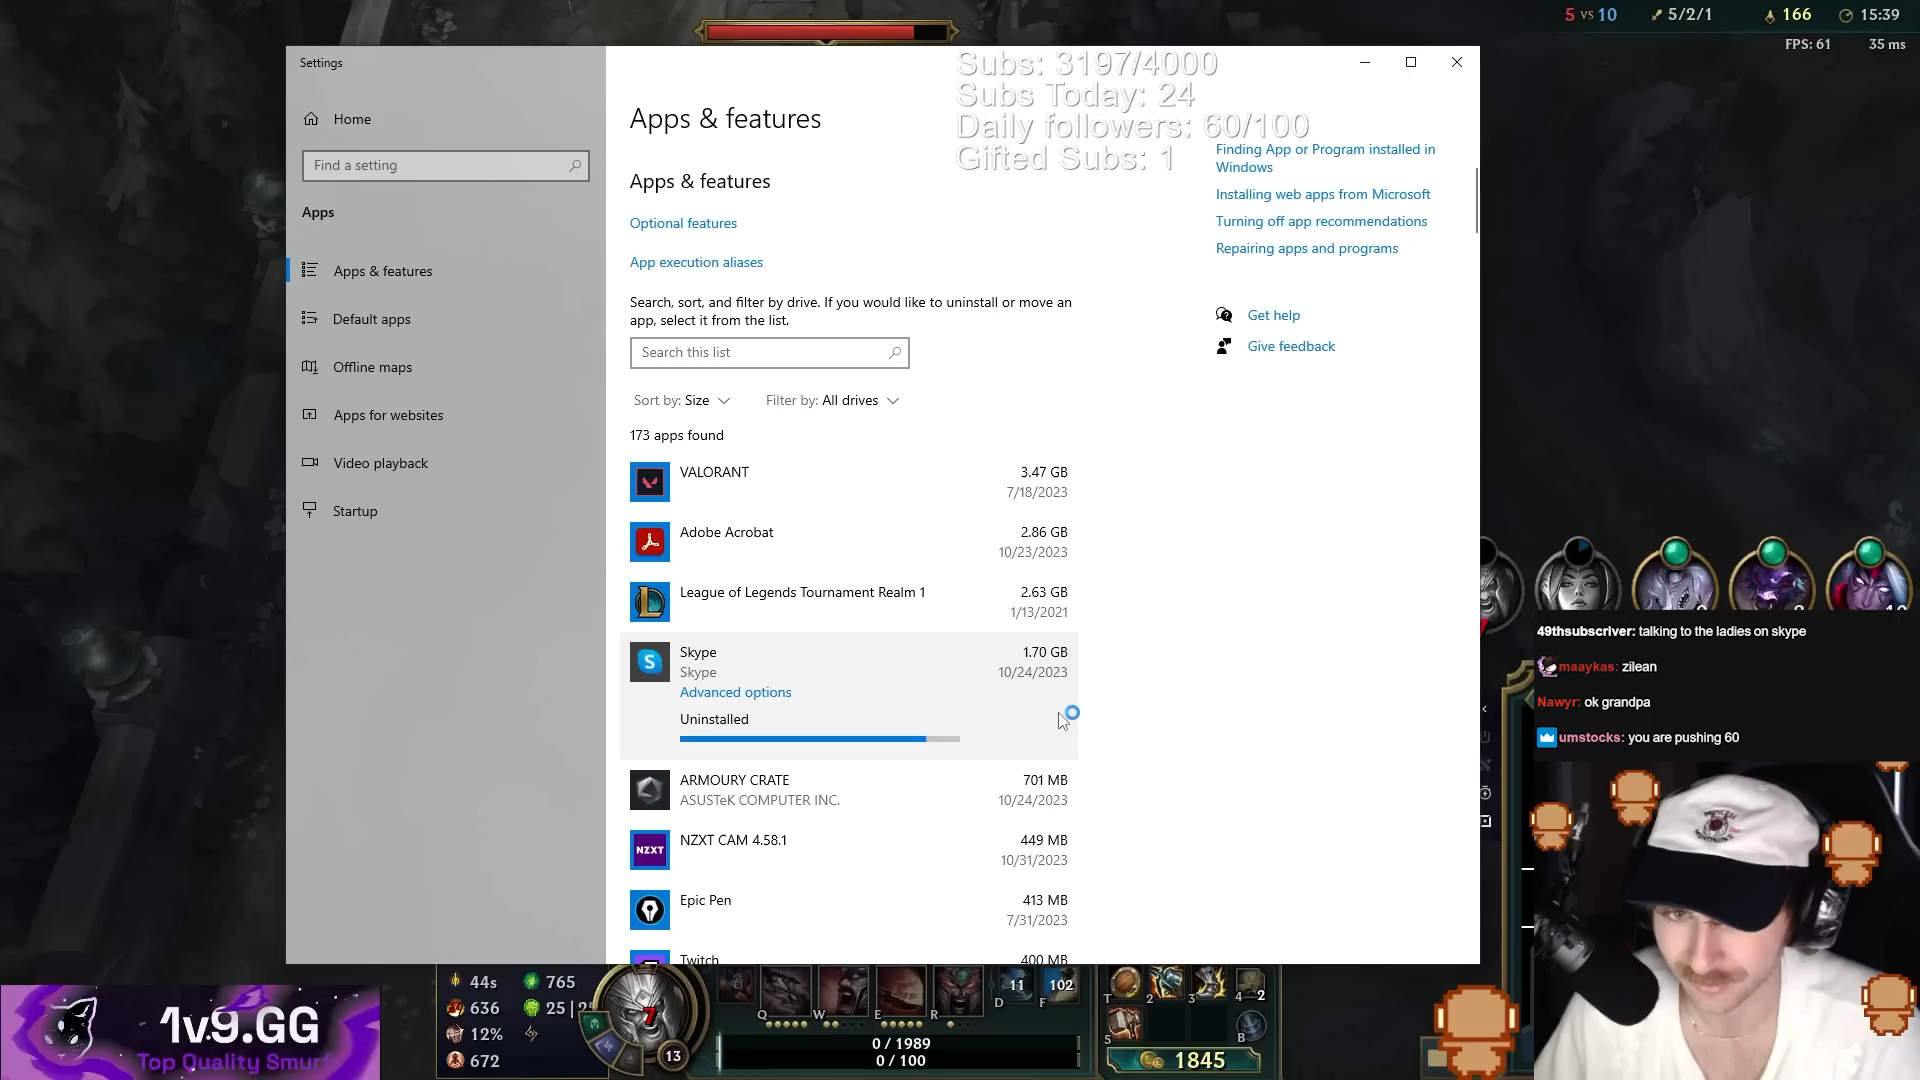 5 vs 10
5/2/1
166
15:39
FPS: 61
35 ms
Settings
Subs: 3197/4000
Subs Today: 24
Daily followers: 60/100
Gifted Subs: 1
Home
Find a setting
Apps
Apps & features
Default apps
Offline maps
Apps for websites
Video playback
Startup
Apps & features
Apps & features
Optional features
App execution aliases
Search, sort, and filter by drive. If you would like to uninstall or move an
app, select it from the list.
Search this list
Sort by: Size
Filter by: All drives
173 apps found
VALORANT
3.47 GB
7/18/2023
Adobe Acrobat
2.86 GB
10/23/2023
League of Legends Tournament Realm 1
2.63 GB
1/13/2021
Skype
1.70 GB
Skype
10/24/2023
Advanced options
Uninstalled
ARMOURY CRATE
701 MB
ASUSTeK COMPUTER INC.
10/24/2023
NZXT
NZXT CAM 4.58.1
449 MB
10/31/2023
Epic Pen
413 MB
7/31/2023
Twitch
400 MB
Finding App or Program installed in
Windows
Installing web apps from Microsoft
Turning off app recommendations
Repairing apps and programs
Get help
Give feedback
49thsubscriver: talking to the ladies on skype
maaykas: zilean
Nawyr: ok grandpa
umstocks: you are pushing 60
1v9.GG
Top Quality Smurf
44s
765
636
12%
672
7
13
Q
W
E
R
11
D
102
F
0 / 1989
0 / 100
T
2
3
4
2
5
B
1845